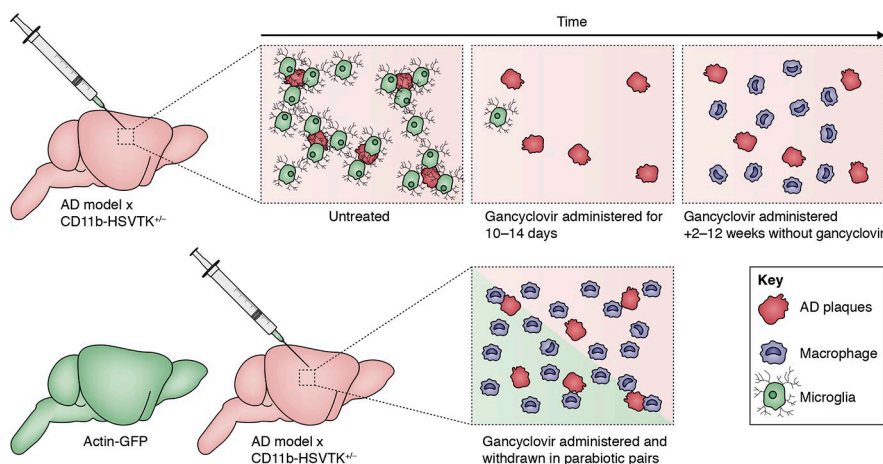 Time
AD model x
CD11b-HSVTK+/–
Untreated
Gancyclovir administered for
10–14 days
Gancyclovir administered
+2–12 weeks without gancyclovir
Key
AD plaques
Macrophage
Microglia
Actin-GFP
AD model x
CD11b-HSVTK+/–
Gancyclovir administered and
withdrawn in parabiotic pairs